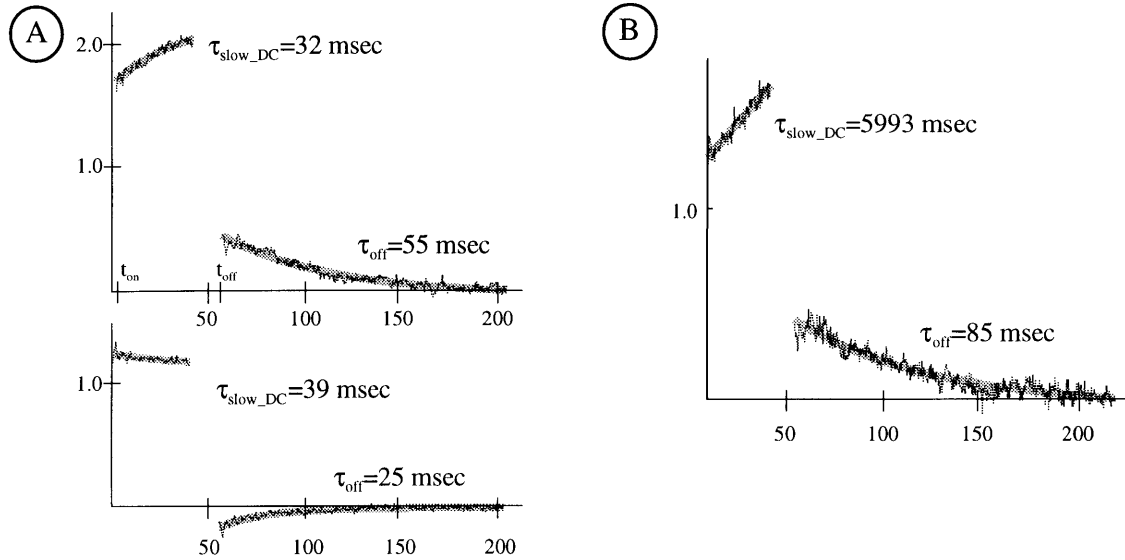 A
2.0
τslow_DC=32 msec
1.0
τoff=55 msec
ton
toff
50 100 150 200
1.0
τslow_DC=39 msec
τoff=25 msec
50 100 150 200
B
τslow_DC=5993 msec
1.0
τoff=85 msec
50 100 150 200